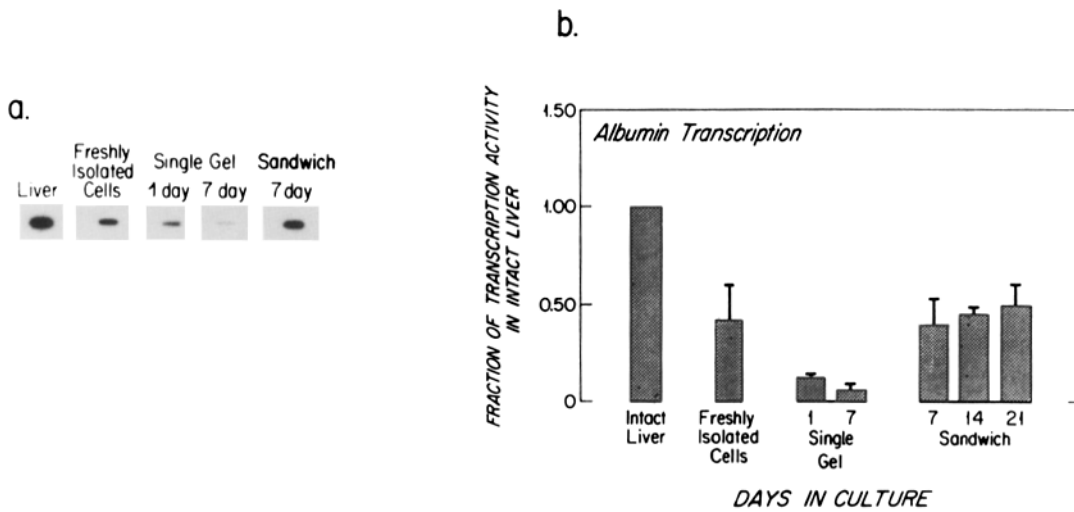 a.
Liver
Freshly
Isolated
Cells
Single Gel
1 day 7 day
Sandwich
7 day
b.
FRACTION OF TRANSCRIPTION ACTIVITY
IN INTACT LIVER
1.50
1.00
0.50
0
Albumin Transcription
Intact
Liver
Freshly
Isolated
Cells
1 7
Single
Gel
7 14 21
Sandwich
DAYS IN CULTURE